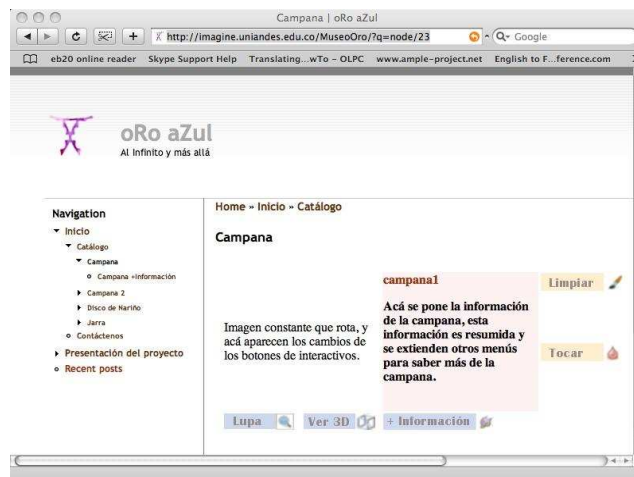 Campana | oRo aZul
http://imagine.uniandes.edu.co/MuseoOro/?q=node/23
Google
eb20 online reader Skype Support Help Translating...wTo – OLPC www.ample-project.net English to F...ference.com
oRo aZul
Al Infinito y más allá
Navigation
Inicio
Catálogo
Campana
Campana +Información
Campana 2
Disco de Nariño
Jarra
Contáctenos
Presentación del proyecto
Recent posts
Home » Inicio » Catálogo
Campana
Imagen constante que rota, y
acá aparecen los cambios de
los botones de interactivos.
campana1
Acá se pone la información
de la campana, esta
información es resumida y
se extienden otros menús
para saber más de la
campana.
Limpiar
Tocar
Lupa Ver 3D + Información